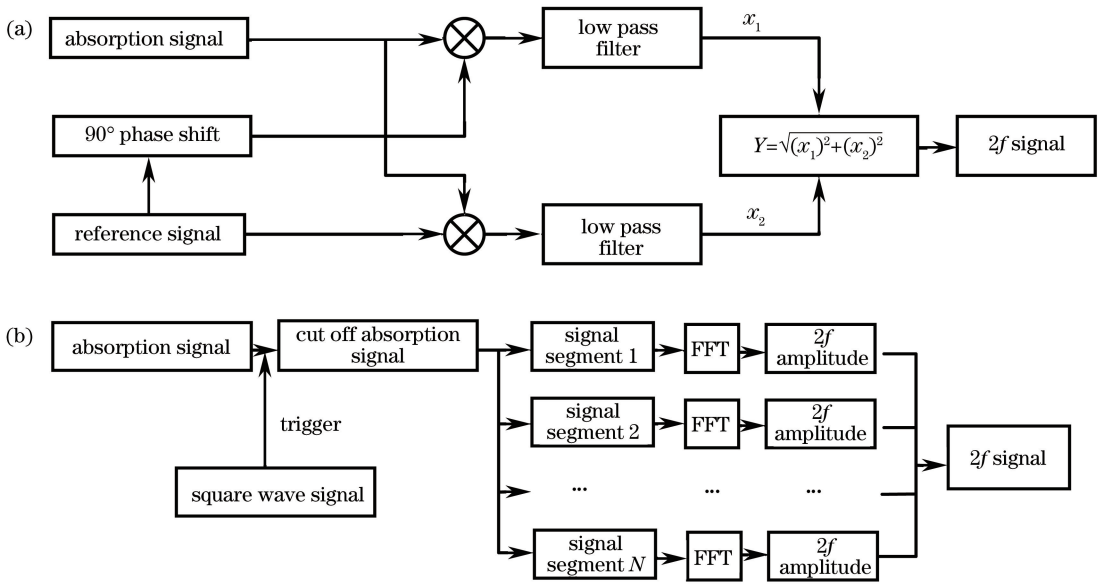 (a)
absorption signal
low pass
filter
x₁
90° phase shift
Y=√(x₁)²+(x₂)²
2f signal
reference signal
low pass
filter
x₂
(b)
absorption signal
cut off absorption
signal
signal
segment 1
FFT
2f
amplitude
trigger
signal
segment 2
FFT
2f
amplitude
2f signal
square wave signal
...
...
...
signal
segment N
FFT
2f
amplitude